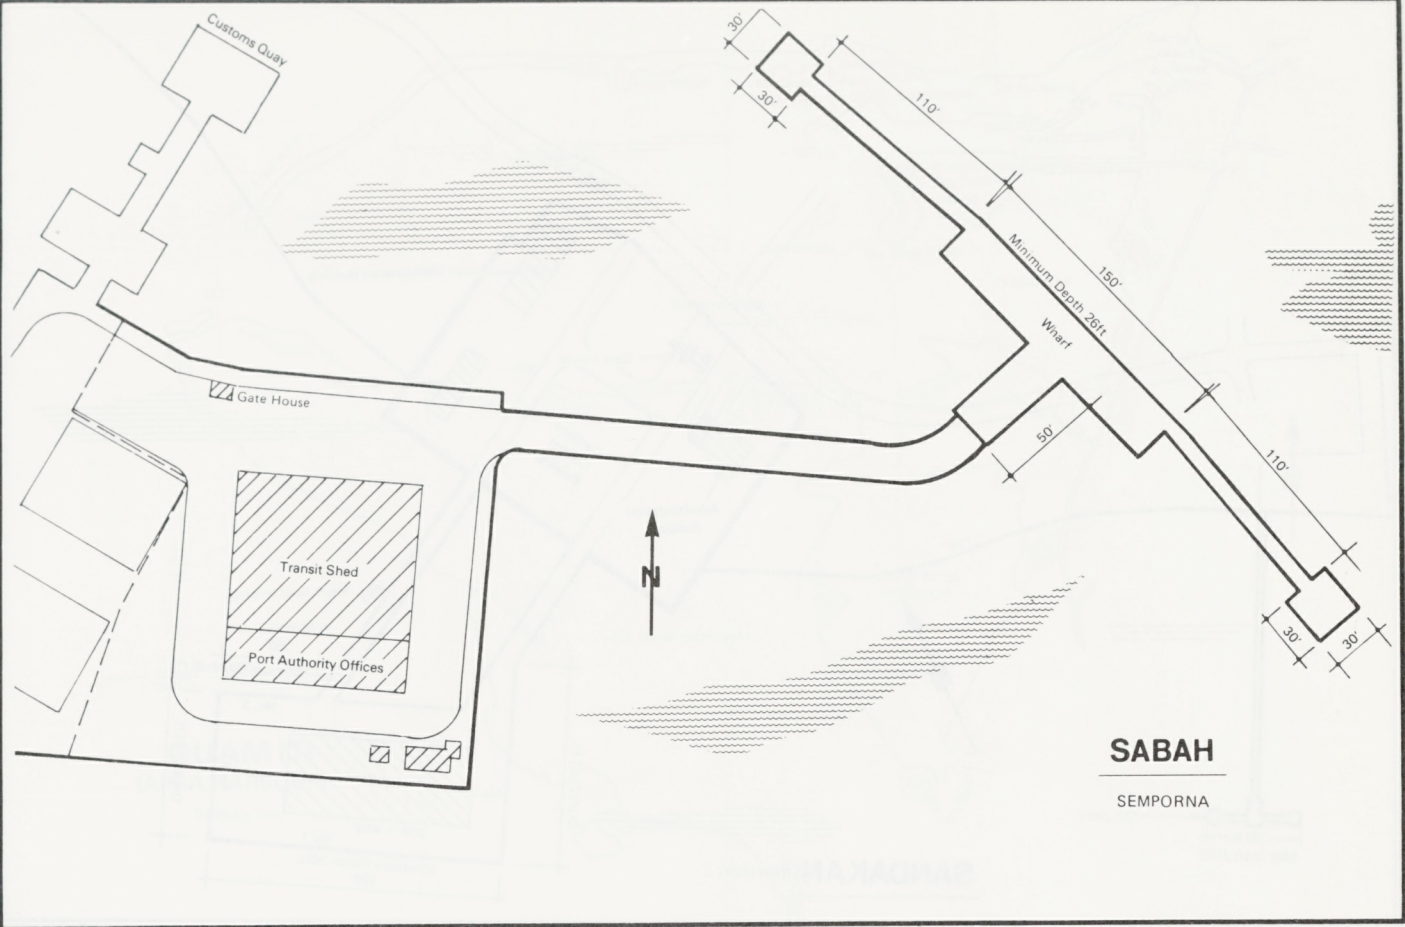 Customs Quay
30'
30'
110'
Minimum Depth 26ft
150'
Wharf
Gate House
50'
110'
Transit Shed
N
30'
30'
Port Authority Offices
SABAH
SEMPORNA
SANDAKAN